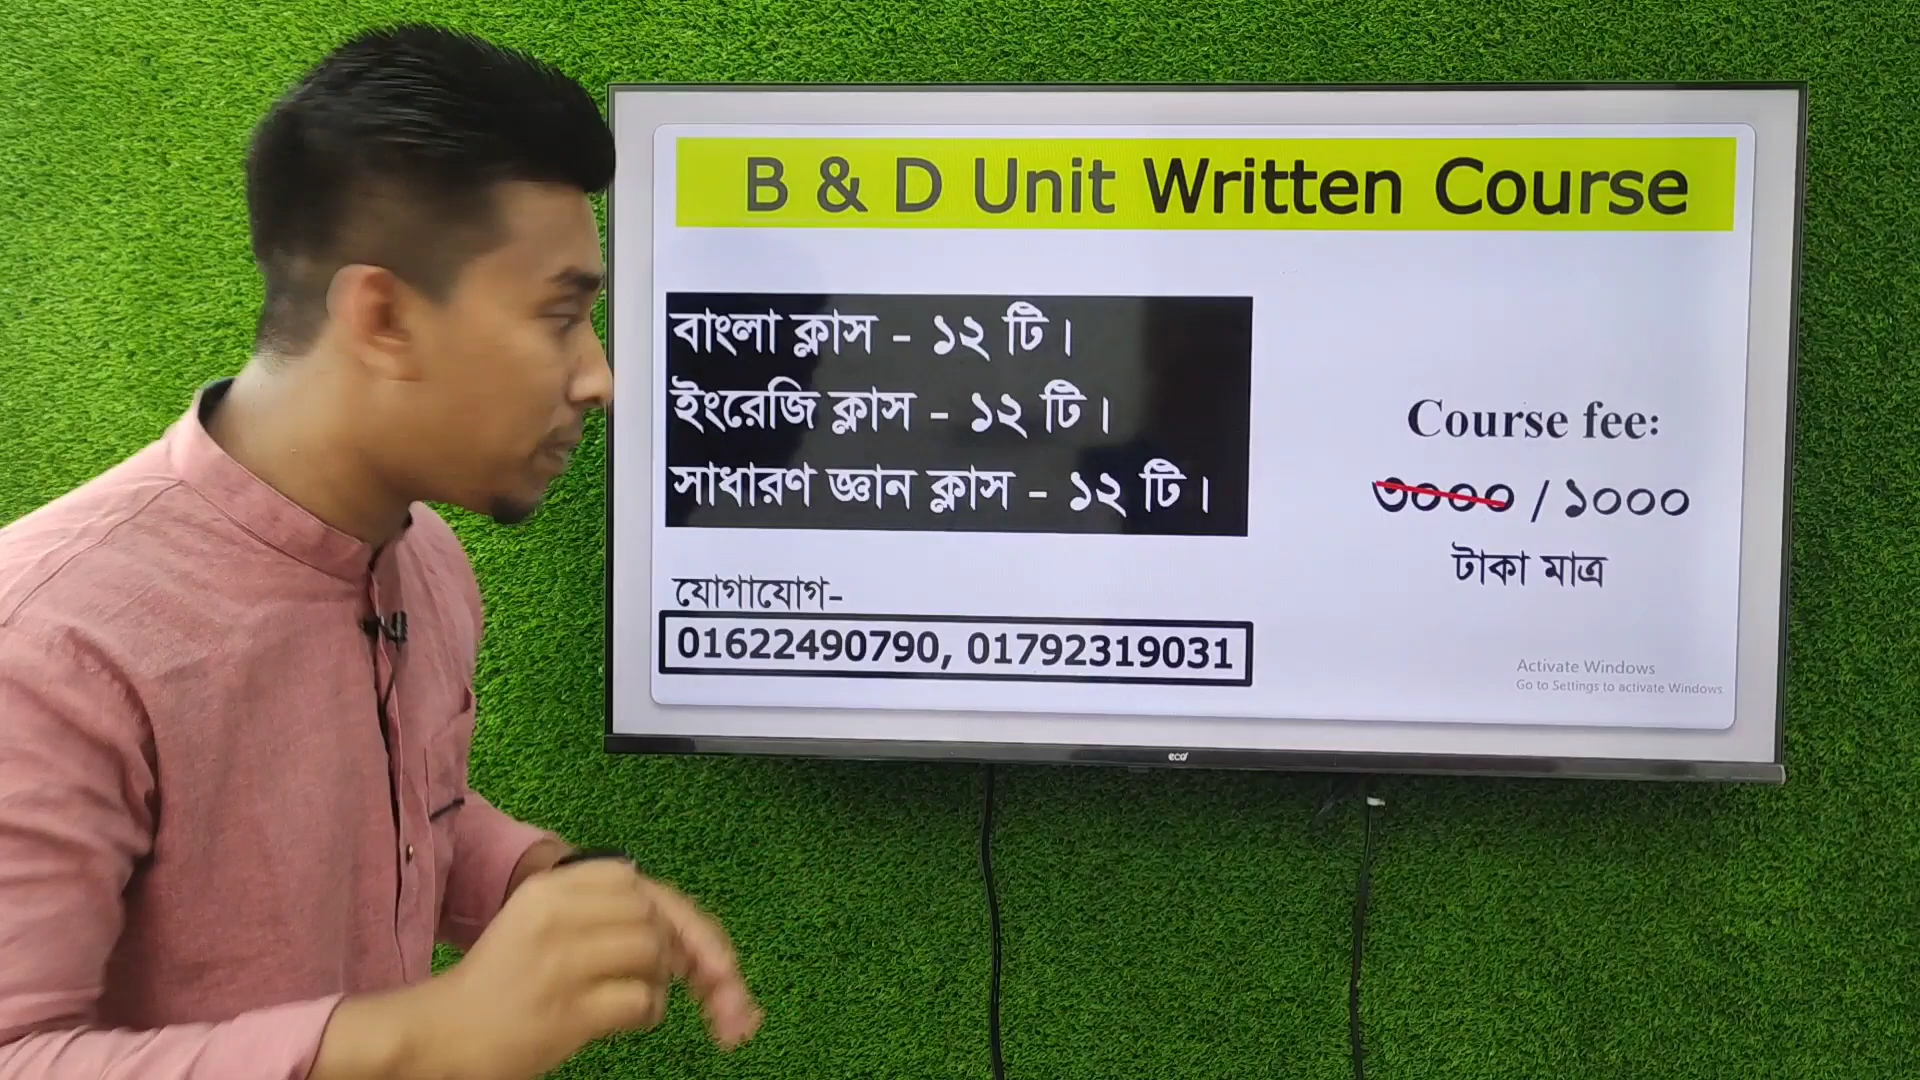 B & D Unit Written Course
বাংলা ক্লাস - ১২ টি।
ইংরেজি ক্লাস - ১২ টি।
সাধারণ জ্ঞান ক্লাস - ১২ টি।
যোগাযোগ-
01622490790, 01792319031
Course fee:
৩০০০ / ১০০০
টাকা মাত্র
Activate Windows
Go to Settings to activate Windows
eco+